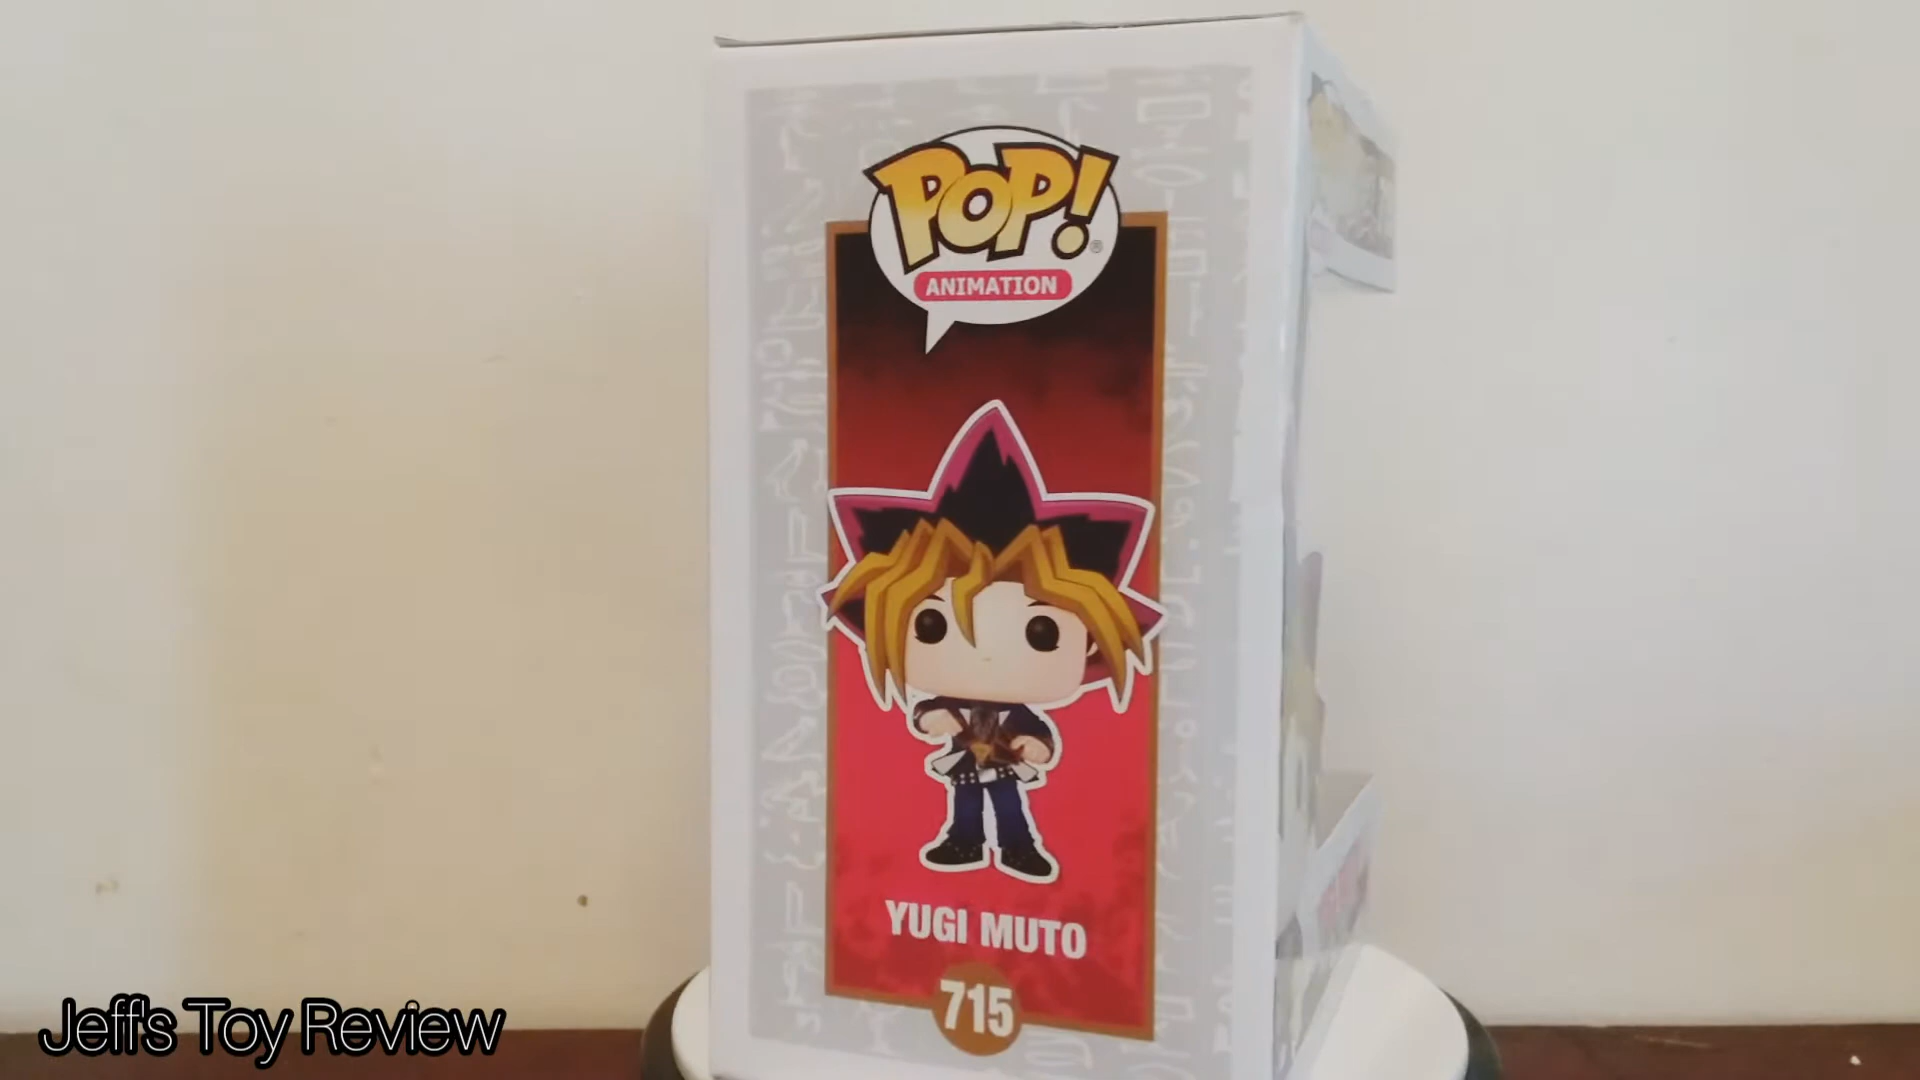 POP!
ANIMATION
YUGI MUTO
715
Jeff's Toy Review